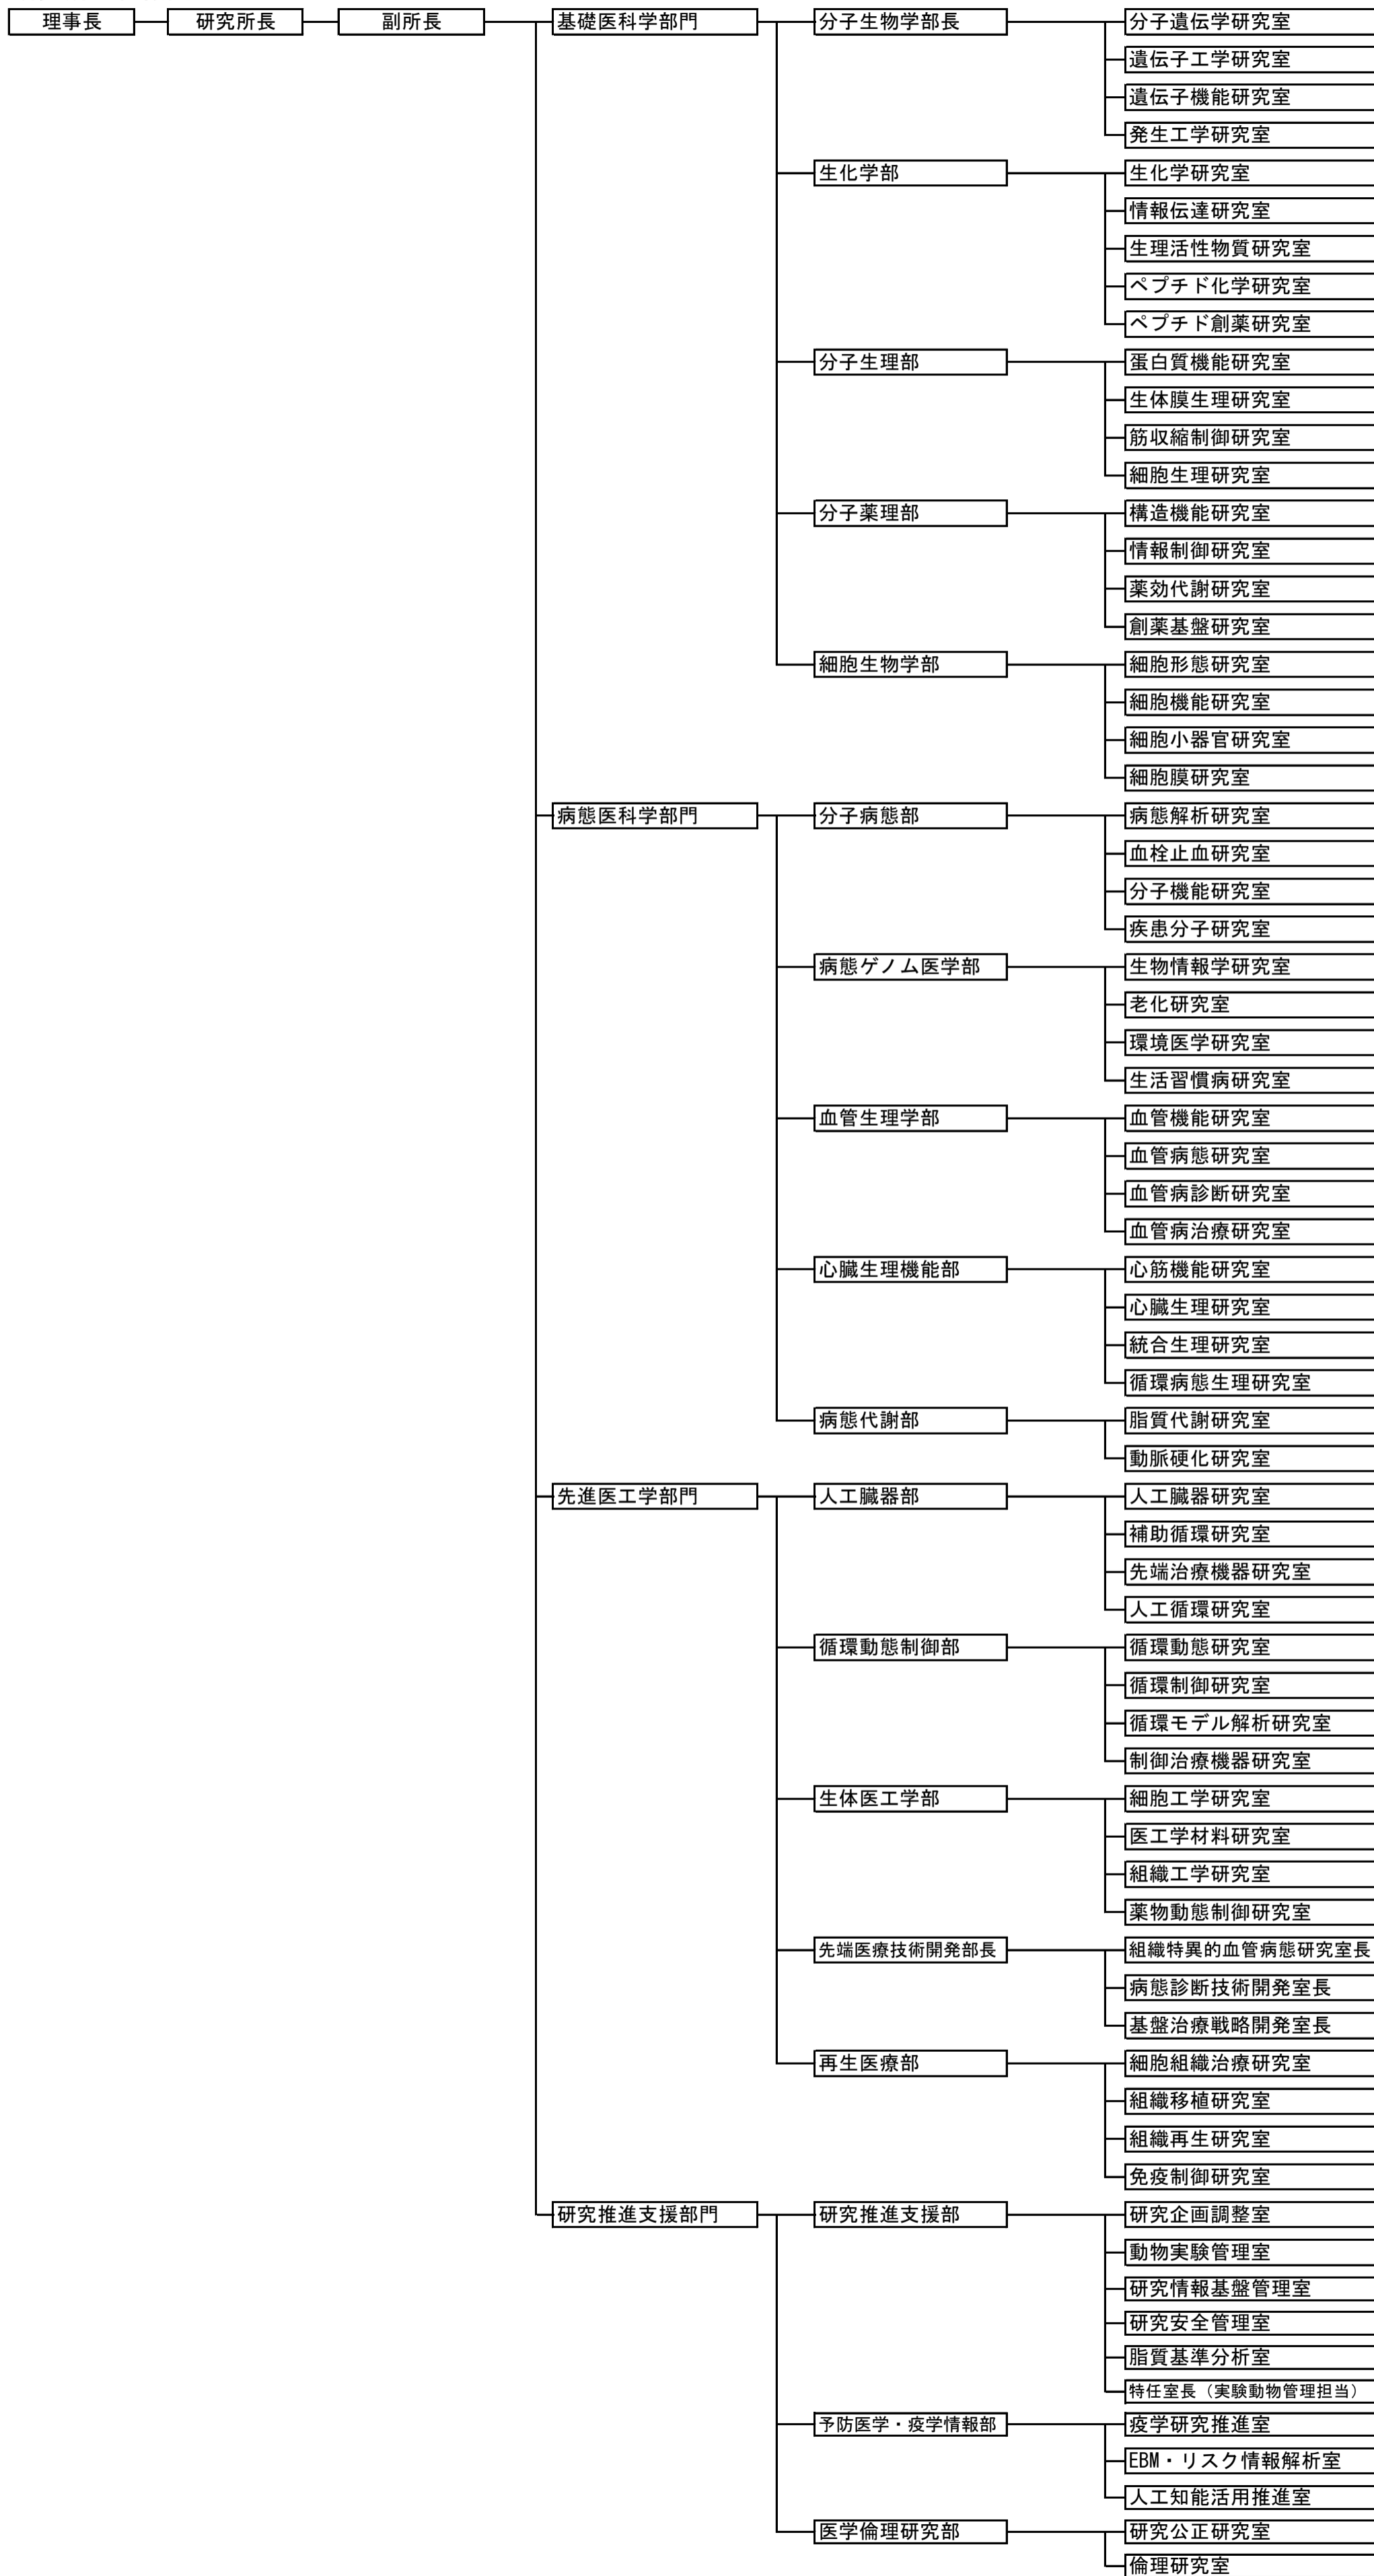 理事長 研究所長 副所長 基礎医科学部門 分子生物学部長 分子遺伝学研究室
遺伝子工学研究室
遺伝子機能研究室
発生工学研究室
生化学部 生化学研究室
情報伝達研究室
生理活性物質研究室
ペプチド化学研究室
ペプチド創薬研究室
分子生理部 蛋白質機能研究室
生体膜生理研究室
筋収縮制御研究室
細胞生理研究室
分子薬理部 構造機能研究室
情報制御研究室
薬効代謝研究室
創薬基盤研究室
細胞生物学部 細胞形態研究室
細胞機能研究室
細胞小器官研究室
細胞膜研究室
病態医科学部門 分子病態部 病態解析研究室
血栓止血研究室
分子機能研究室
疾患分子研究室
病態ゲノム医学部 生物情報学研究室
老化研究室
環境医学研究室
生活習慣病研究室
血管生理学部 血管機能研究室
血管病態研究室
血管病診断研究室
血管病治療研究室
心臓生理機能部 心筋機能研究室
心臓生理研究室
統合生理研究室
循環病態生理研究室
病態代謝部 脂質代謝研究室
動脈硬化研究室
先進医工学部門 人工臓器部 人工臓器研究室
補助循環研究室
先端治療機器研究室
人工循環研究室
循環動態制御部 循環動態研究室
循環制御研究室
循環モデル解析研究室
制御治療機器研究室
生体医工学部 細胞工学研究室
医工学材料研究室
組織工学研究室
薬物動態制御研究室
先端医療技術開発部長 組織特異的血管病態研究室長
病態診断技術開発室長
基盤治療戦略開発室長
再生医療部 細胞組織治療研究室
組織移植研究室
組織再生研究室
免疫制御研究室
研究推進支援部門 研究推進支援部 研究企画調整室
動物実験管理室
研究情報基盤管理室
研究安全管理室
脂質基準分析室
特任室長（実験動物管理担当）
予防医学・疫学情報部 疫学研究推進室
EBM・リスク情報解析室
人工知能活用推進室
医学倫理研究部 研究公正研究室
倫理研究室